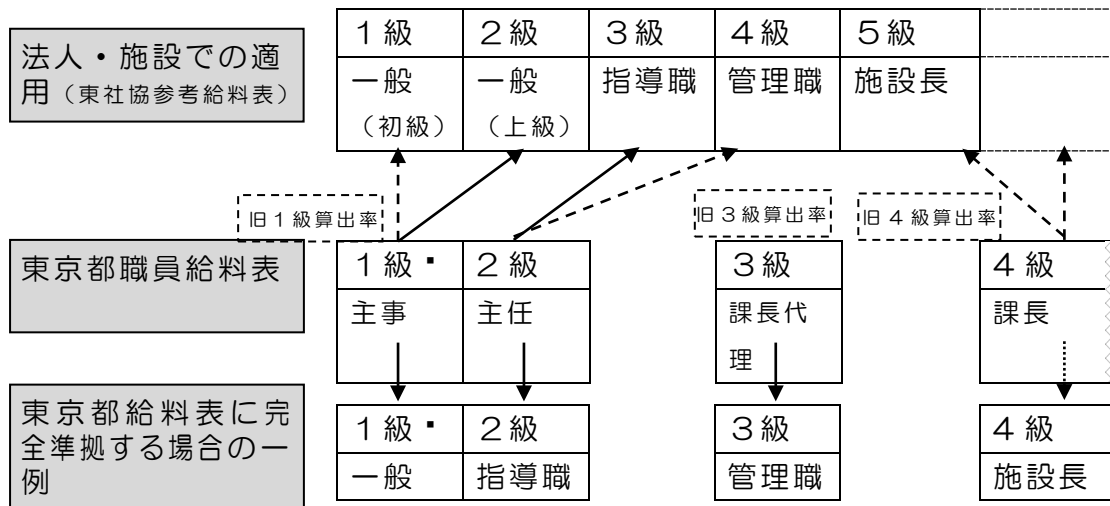 法人・施設での適
用（東社協参考給料表）
１級 ２級 ３級 ４級 ５級
一般 一般 指導職 管理職 施設長
（初級） （上級）
旧１級算出率 旧３級算出率 旧４級算出率
東京都職員給料表
１級・ ２級 ３級 ４級
主事 主任 課長代 課長
理
東京都給料表に完
全準拠する場合の一
例
１級・ ２級 ３級 ４級
一般 指導職 管理職 施設長